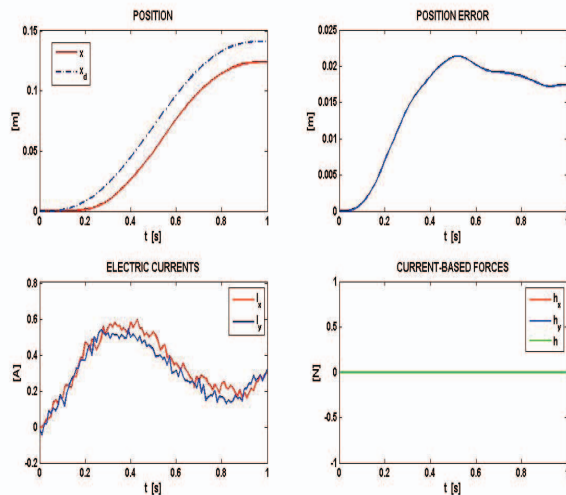 POSITION
0.15
0.1
0.05
0
[m]
x
x_d
0 0.2 0.4 0.6 0.8 1
t [s]
POSITION ERROR
0.025
0.02
0.015
0.01
0.005
0
[m]
0 0.2 0.4 0.6 0.8 1
t [s]
ELECTRIC CURRENTS
0.8
0.6
0.4
0.2
0
-0.2
[A]
I_x
I_y
0 0.2 0.4 0.6 0.8 1
t [s]
CURRENT-BASED FORCES
1
0.5
0
-0.5
-1
[N]
h_x
h_y
h
0 0.2 0.4 0.6 0.8 1
t [s]